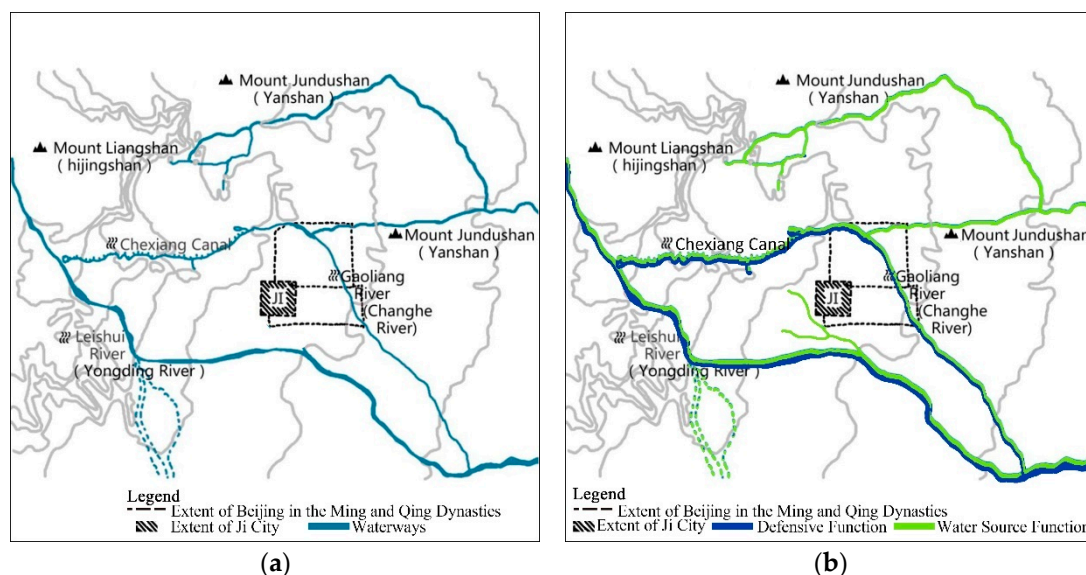 Mount Jundushan
( Yanshan )
Mount Liangshan
( hijingshan )
Chexiang Canal
Mount Jundushan
(Yanshan )
Gaoliang
River
(Changhe
River)
JI
Leishui
River
( Yongding River )
Legend
Extent of Beijing in the Ming and Qing Dynasties
Extent of Ji City
Waterways
(a)
Mount Jundushan
( Yanshan )
Mount Liangshan
( hijingshan )
Chexiang Canal
Mount Jundushan
(Yanshan )
Gaoliang
River
(Changhe
River)
JI
Leishui
River
( Yongding River )
Legend
Extent of Beijing in the Ming and Qing Dynasties
Extent of Ji City
Defensive Function
Water Source Function
(b)